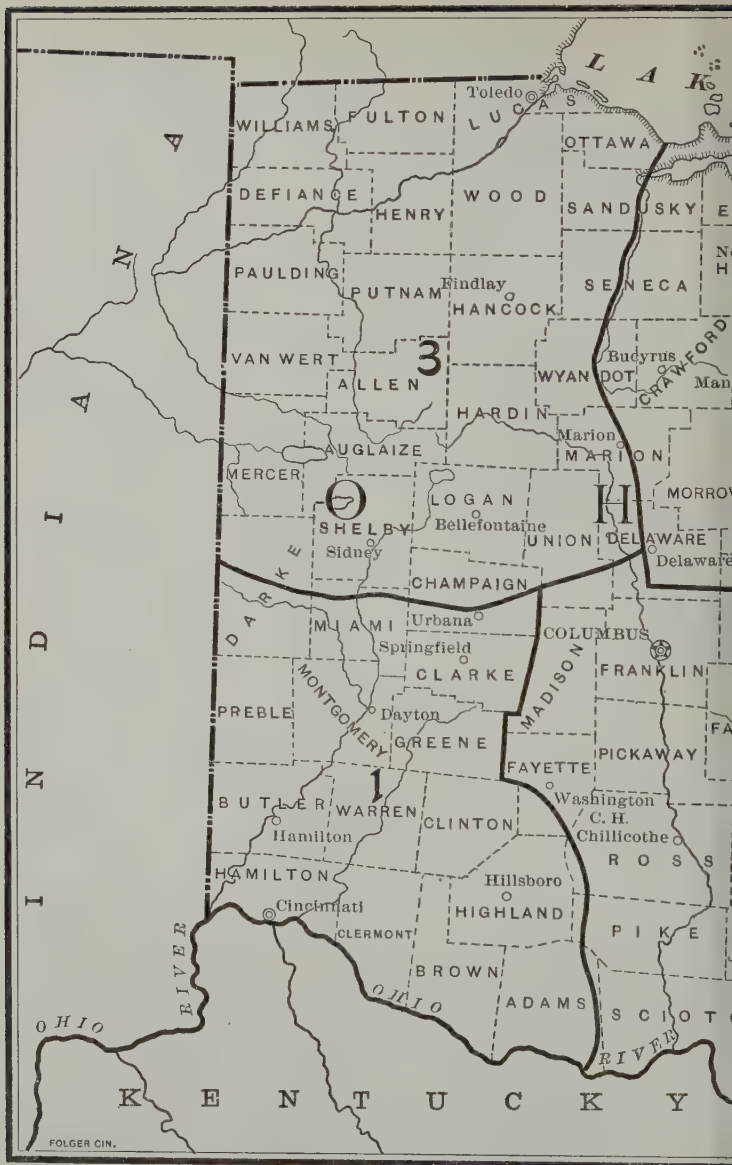 L A K
Toledo
LUCAS
WILLIAMS
FULTON
OTTAWA
DEFIANCE
HENRY
WOOD
SANDUSKY
E
PAULDING
PUTNAM
Findlay
HANCOCK
SENECA
No
H
VAN WERT
ALLEN
3
WYANDOT
Bucyrus
CRAWFORD
Man
HARDIN
Marion
MARION
AUGLAIZE
MERCER
O
LOGAN
Bellefontaine
H
MORROW
SHELBY
Sidney
UNION
DELAWARE
Delaware
CHAMPAIGN
DARKE
MIAMI
Urbana
COLUMBUS
Springfield
CLARKE
MADISON
FRANKLIN
PREBLE
MONTGOMERY
Dayton
GREENE
FAYETTE
PICKAWAY
FA
1
BUTLER
Hamilton
WARREN
CLINTON
Washington
C. H.
Chillicothe
ROSS
HAMILTON
Cincinnati
Hillsboro
HIGHLAND
PIKE
CLERMONT
BROWN
ADAMS
SCIOTO
OHIO
RIVER
OHIO
RIVER
INDIANA
KENTUCKY
FOLGER CIN.